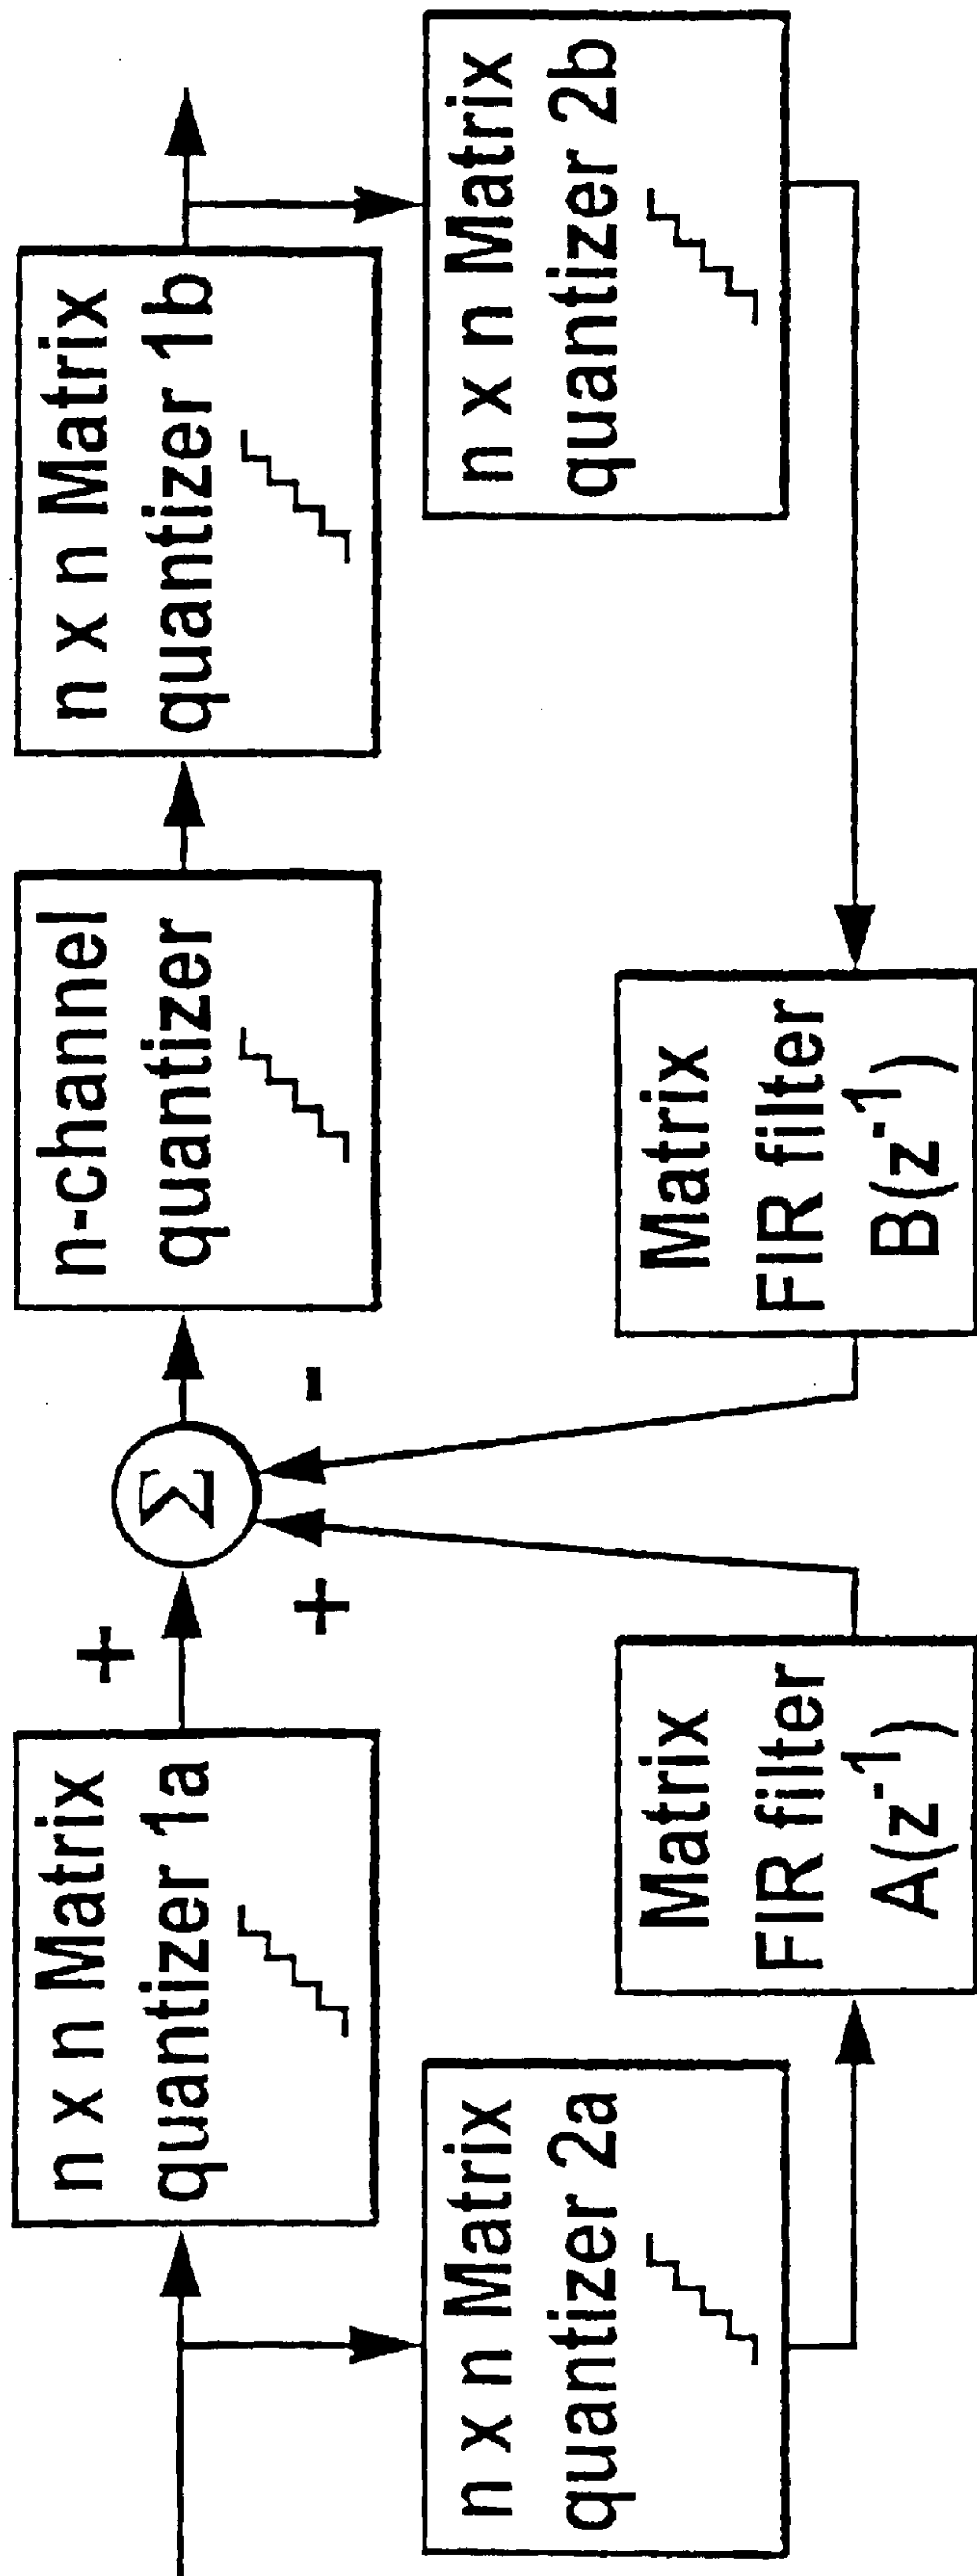 n x n Matrix
quantizer 1a
+
Σ
n-channel
quantizer
n x n Matrix
quantizer 1b
+
-
n x n Matrix
quantizer 2a
Matrix
FIR filter
A(z⁻¹)
Matrix
FIR filter
B(z⁻¹)
n x n Matrix
quantizer 2b